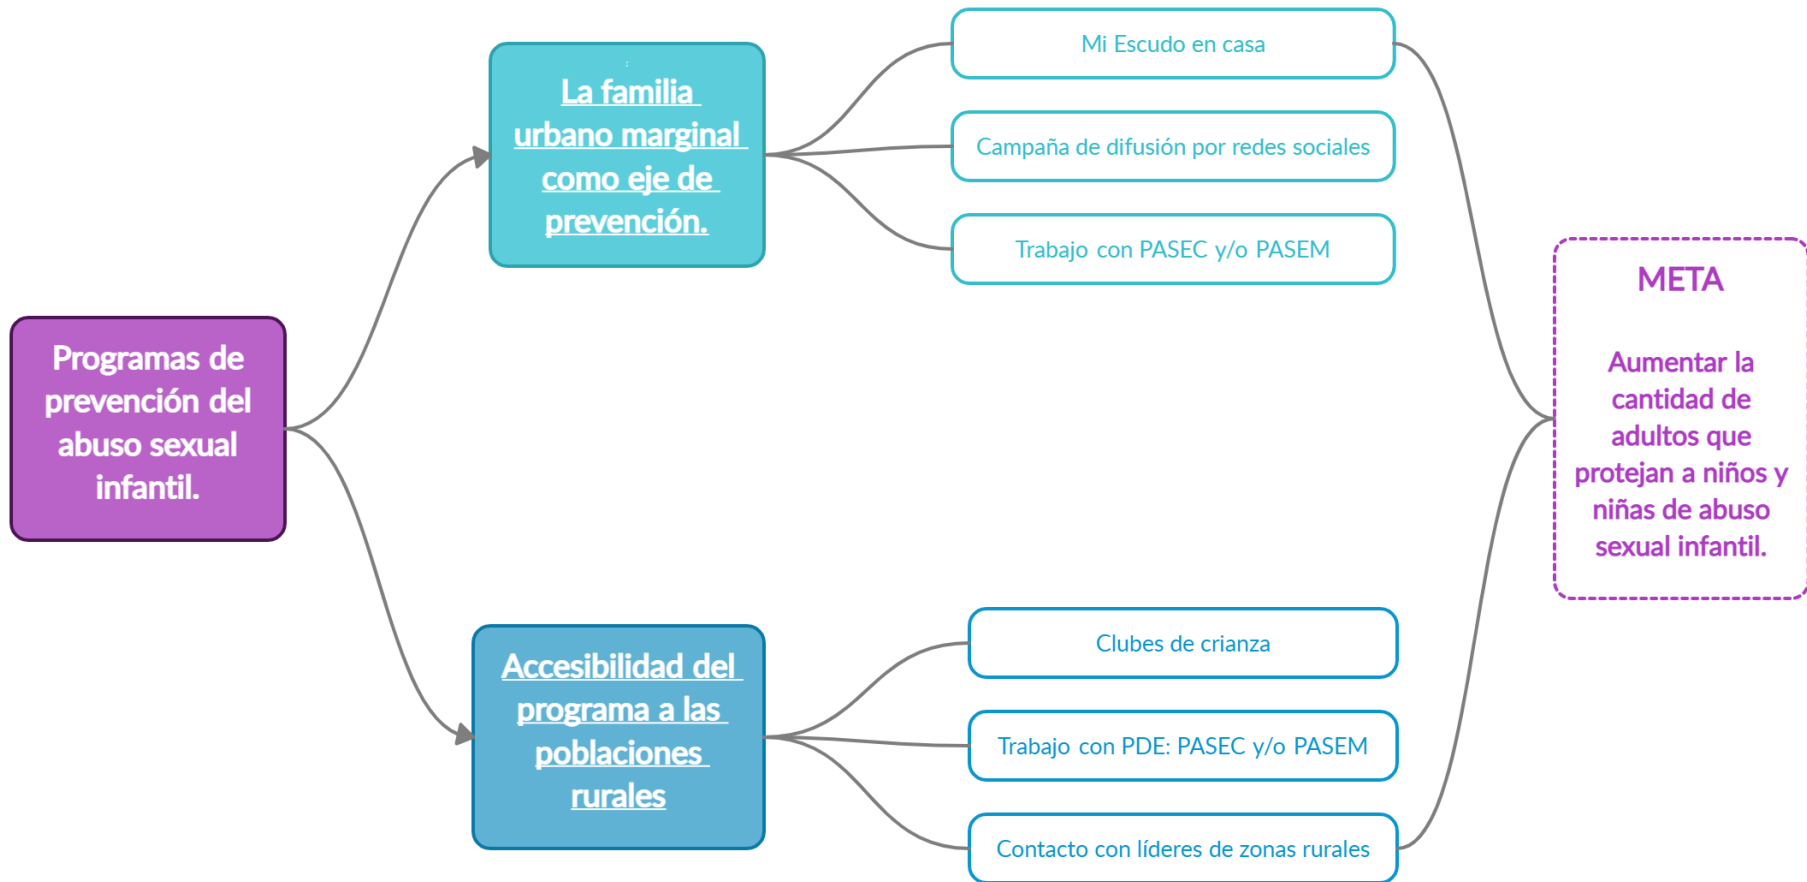 Programas de
prevención del
abuso sexual
infantil.
:
La familia
urbano marginal
como eje de
prevención.
Mi Escudo en casa
Campaña de difusión por redes sociales
Trabajo con PASEC y/o PASEM
Accesibilidad del
programa a las
poblaciones
rurales
Clubes de crianza
Trabajo con PDE: PASEC y/o PASEM
Contacto con líderes de zonas rurales
META
Aumentar la
cantidad de
adultos que
protejan a niños y
niñas de abuso
sexual infantil.